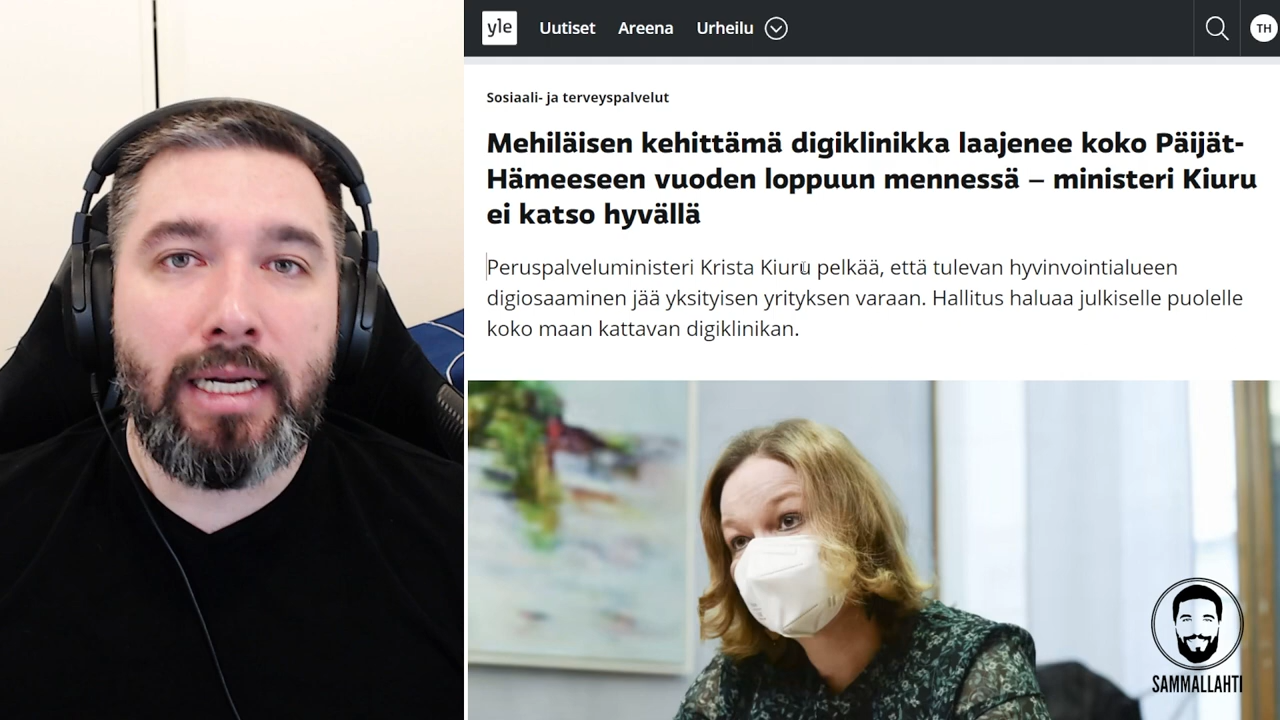 yle
Uutiset
Areena
Urheilu
TH
Sosiaali- ja terveyspalvelut
Mehiläisen kehittämä digiklinikka laajenee koko Päijät-
Hämeeseen vuoden loppuun mennessä – ministeri Kiuru
ei katso hyvällä
Peruspalveluministeri Krista Kiuru pelkää, että tulevan hyvinvointialueen
digiosaaminen jää yksityisen yrityksen varaan. Hallitus haluaa julkiselle puolelle
koko maan kattavan digiklinikan.
SAMMALLAHTI